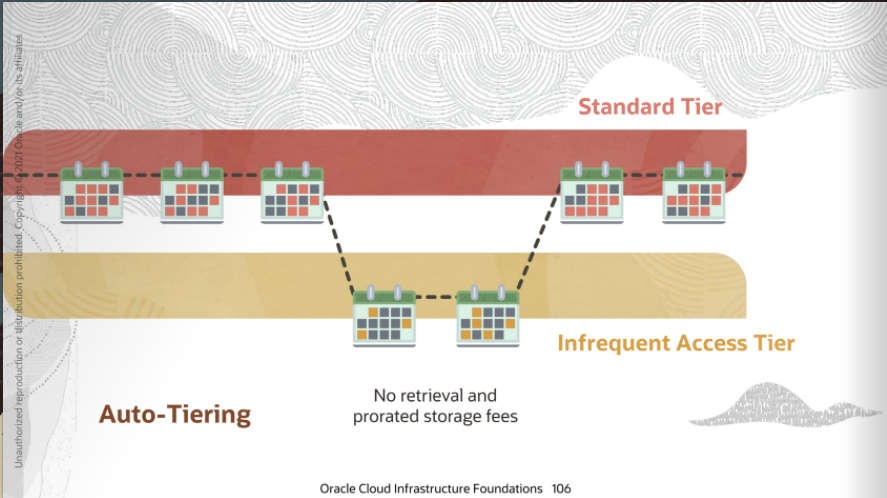 Unauthorized reproduction or distribution prohibited. Copyright© 2021, Oracle and/or its affiliates
Standard Tier
Infrequent Access Tier
Auto-Tiering
No retrieval and
prorated storage fees
Oracle Cloud Infrastructure Foundations 106